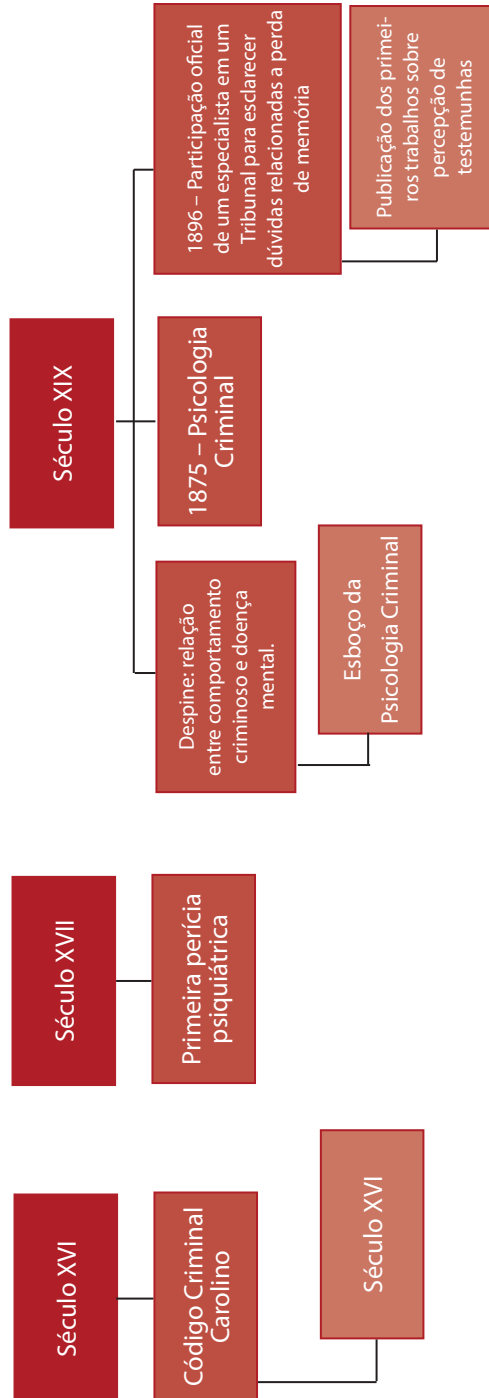 Século XVI
Código Criminal
Carolino
Século XVI
Século XVII
Primeira perícia
psiquiátrica
Século XIX
Despine: relação
entre comportamento
criminoso e doença
mental.
Esboço da
Psicologia Criminal
1875 – Psicologia
Criminal
1896 – Participação oficial
de um especialista em um
Tribunal para esclarecer
dúvidas relacionadas a perda
de memória
Publicação dos primei-
ros trabalhos sobre
percepção de
testemunhas